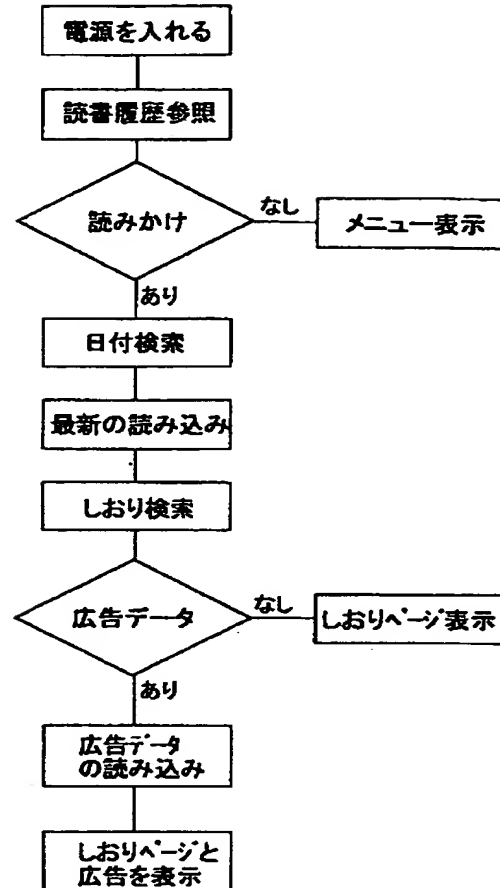 電源を入れる
読書履歴参照
読みかけ
なし
メニュー表示
あり
日付検索
最新の読み込み
しおり検索
広告データ
なし
しおりページ表示
あり
広告データ
の読み込み
しおりページと
広告を表示